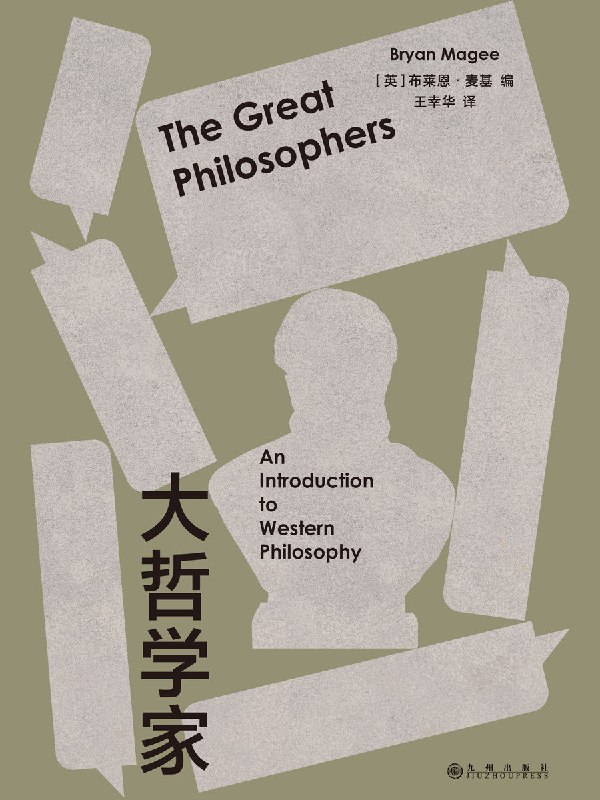 Bryan Magee
[英]布莱恩·麦基 编
王幸华 译
The Great
Philosophers
An
Introduction
to
Western
Philosophy
大哲学家
九州出版社
JIUZHOUPRESS